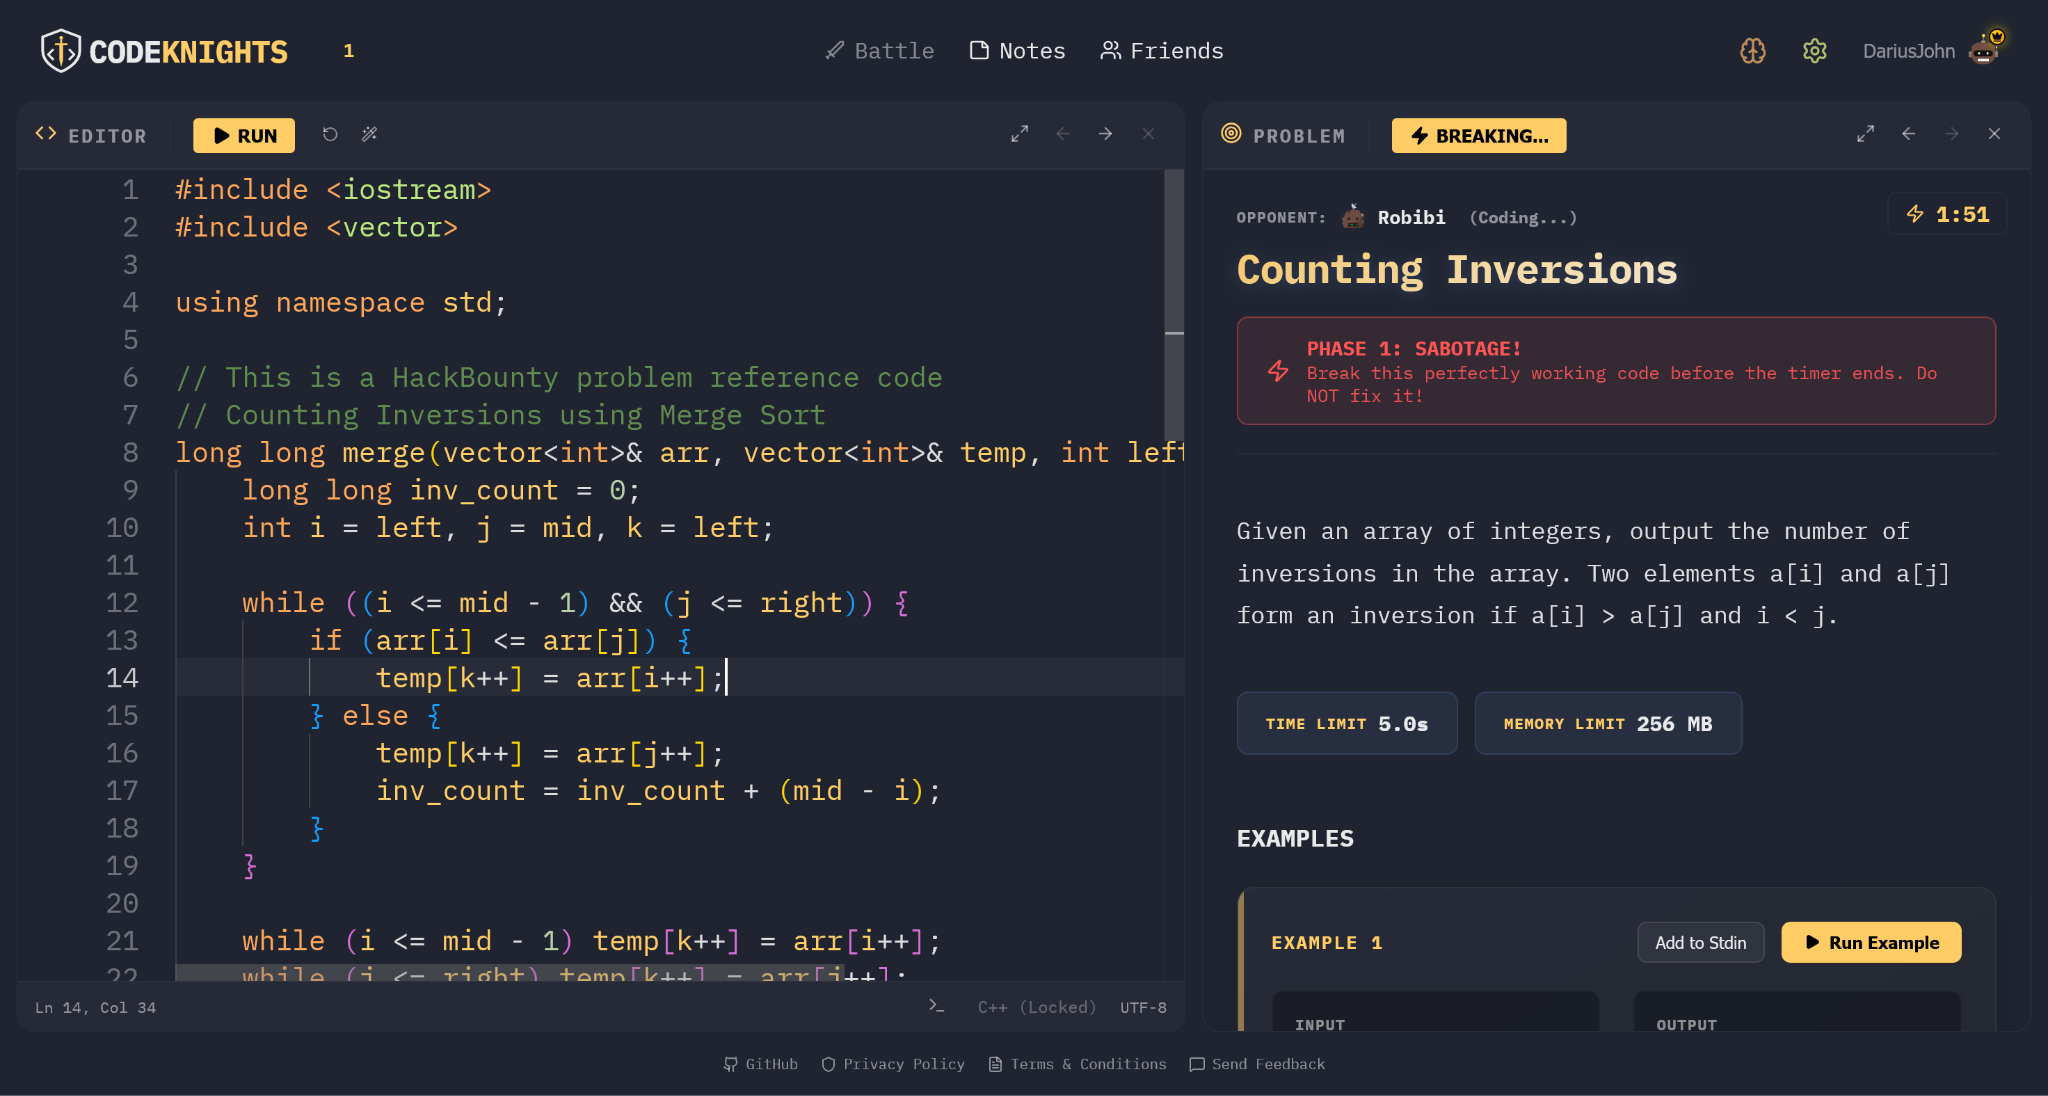 CODEKNIGHTS
1
Battle
Notes
Friends
DariusJohn
EDITOR
RUN
1 #include <iostream>
2 #include <vector>
3
4 using namespace std;
5
6 // This is a HackBounty problem reference code
7 // Counting Inversions using Merge Sort
8 long long merge(vector<int>& arr, vector<int>& temp, int left
9     long long inv_count = 0;
10     int i = left, j = mid, k = left;
11
12     while ((i <= mid - 1) && (j <= right)) {
13         if (arr[i] <= arr[j]) {
14             temp[k++] = arr[i++];
15         } else {
16             temp[k++] = arr[j++];
17             inv_count = inv_count + (mid - i);
18         }
19     }
20
21     while (i <= mid - 1) temp[k++] = arr[i++];
22     while (j <= right) temp[k++] = arr[j++];
Ln 14, Col 34
C++ (Locked)
UTF-8
PROBLEM
BREAKING...
OPPONENT: Robibi (Coding...)
1:51
Counting Inversions
PHASE 1: SABOTAGE!
Break this perfectly working code before the timer ends. Do
NOT fix it!
Given an array of integers, output the number of
inversions in the array. Two elements a[i] and a[j]
form an inversion if a[i] > a[j] and i < j.
TIME LIMIT 5.0s
MEMORY LIMIT 256 MB
EXAMPLES
EXAMPLE 1
Add to Stdin
Run Example
INPUT
OUTPUT
GitHub
Privacy Policy
Terms & Conditions
Send Feedback